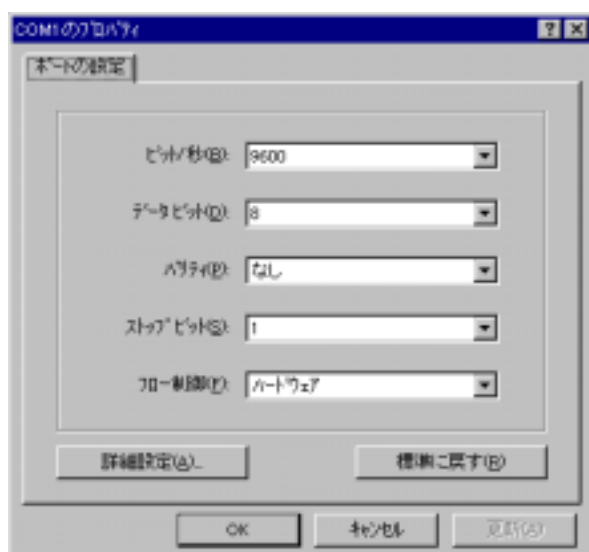 COM1のﾌﾟﾛﾊﾟﾃｨ
ﾎﾟｰﾄの設定
ﾋﾞｯﾄ/秒(B): 9600
ﾃﾞｰﾀ ﾋﾞｯﾄ(D): 8
ﾊﾟﾘﾃｨ(P): なし
ｽﾄｯﾌﾟ ﾋﾞｯﾄ(S): 1
ﾌﾛｰ制御(F): ﾊｰﾄﾞｳｪｱ
詳細設定(A)... 標準に戻す(R)
OK ｷｬﾝｾﾙ 更新(A)